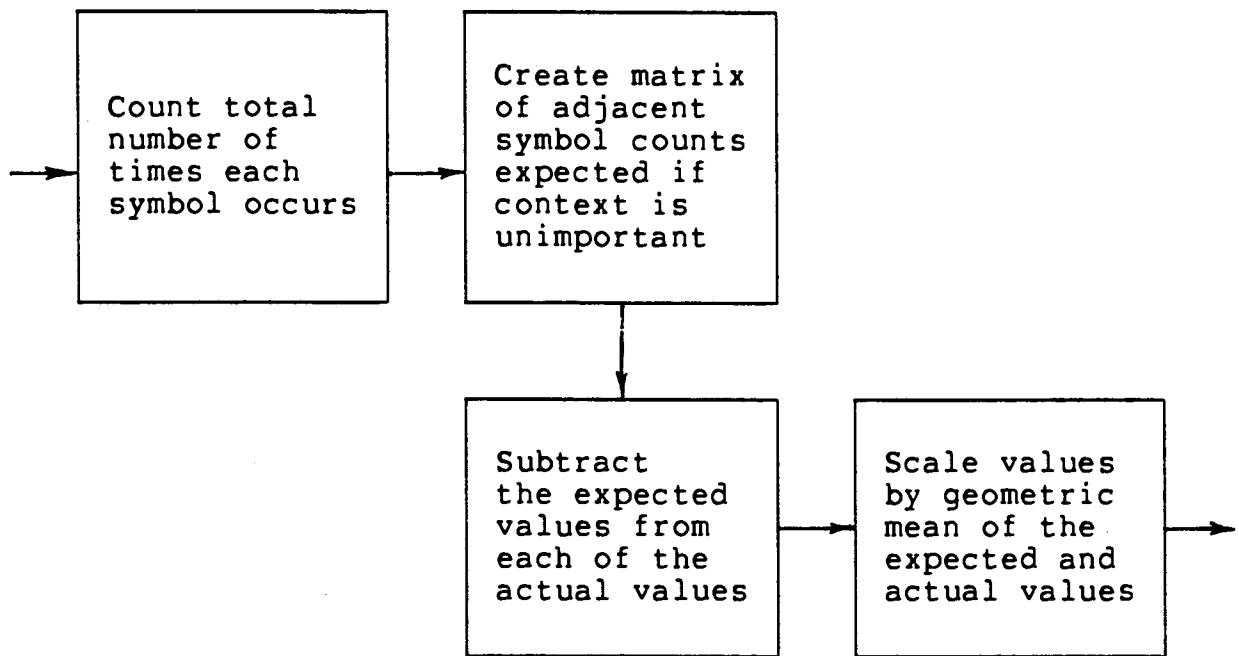 Count total
number of
times each
symbol occurs
Create matrix
of adjacent
symbol counts
expected if
context is
unimportant
Subtract
the expected
values from
each of the
actual values
Scale values
by geometric
mean of the
expected and
actual values